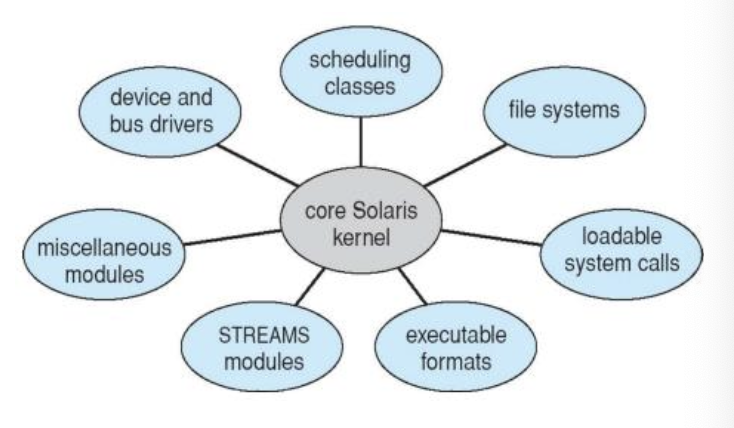 scheduling
classes
device and
bus drivers
file systems
core Solaris
kernel
miscellaneous
modules
loadable
system calls
STREAMS
modules
executable
formats